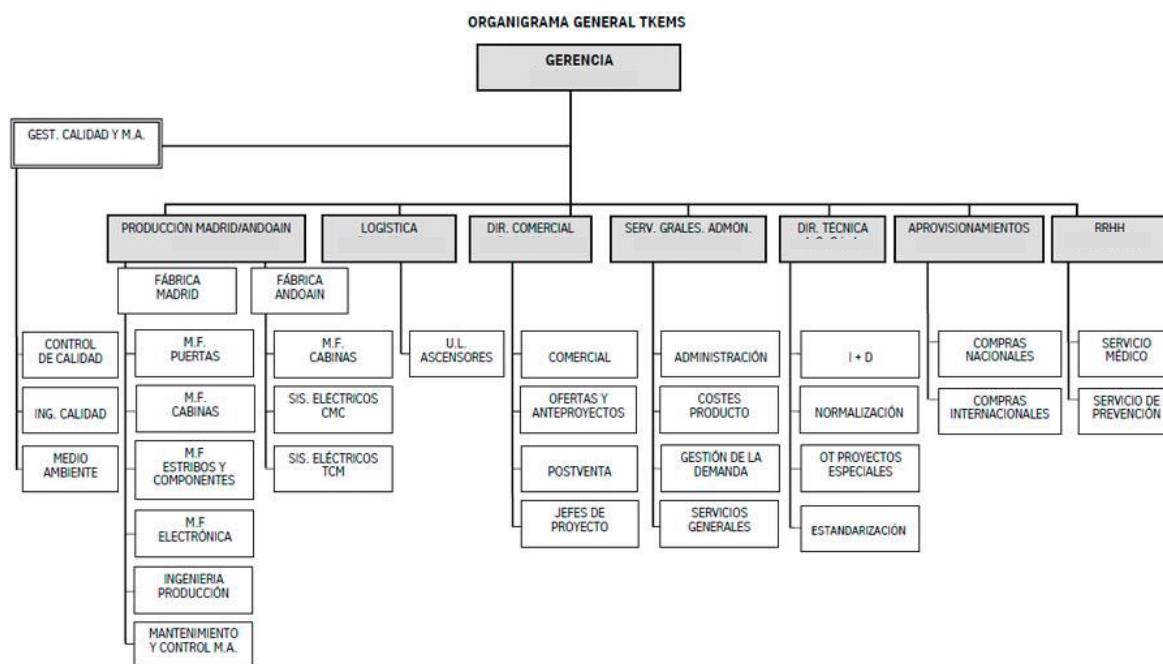 ORGANIGRAMA GENERAL TKEMS
GERENCIA
GEST. CALIDAD Y M.A.
PRODUCCIÓN MADRID/ANDOAIN
LOGÍSTICA
DIR. COMERCIAL
SERV. GRALES. ADMÓN.
DIR. TÉCNICA
APROVISIONAMIENTOS
RRHH
FÁBRICA
MADRID
FÁBRICA
ANDOAIN
CONTROL
DE CALIDAD
ING. CALIDAD
MEDIO
AMBIENTE
M.F.
PUERTAS
M.F.
CABINAS
M.F
ESTRIBOS Y
COMPONENTES
M.F
ELECTRÓNICA
INGENIERIA
PRODUCCIÓN
MANTENIMIENTO
Y CONTROL M.A.
M.F.
CABINAS
SIS. ELÉCTRICOS
CMC
SIS. ELÉCTRICOS
TCM
U.L.
ASCENSORES
COMERCIAL
OFERTAS Y
ANTEPROYECTOS
POSTVENTA
JEFES DE
PROYECTO
ADMINISTRACIÓN
COSTES
PRODUCTO
GESTIÓN DE LA
DEMANDA
SERVICIOS
GENERALES
I + D
NORMALIZACIÓN
OT PROYECTOS
ESPECIALES
ESTANDARIZACIÓN
COMPRAS
NACIONALES
COMPRAS
INTERNACIONALES
SERVICIO
MÉDICO
SERVICIO DE
PREVENCIÓN